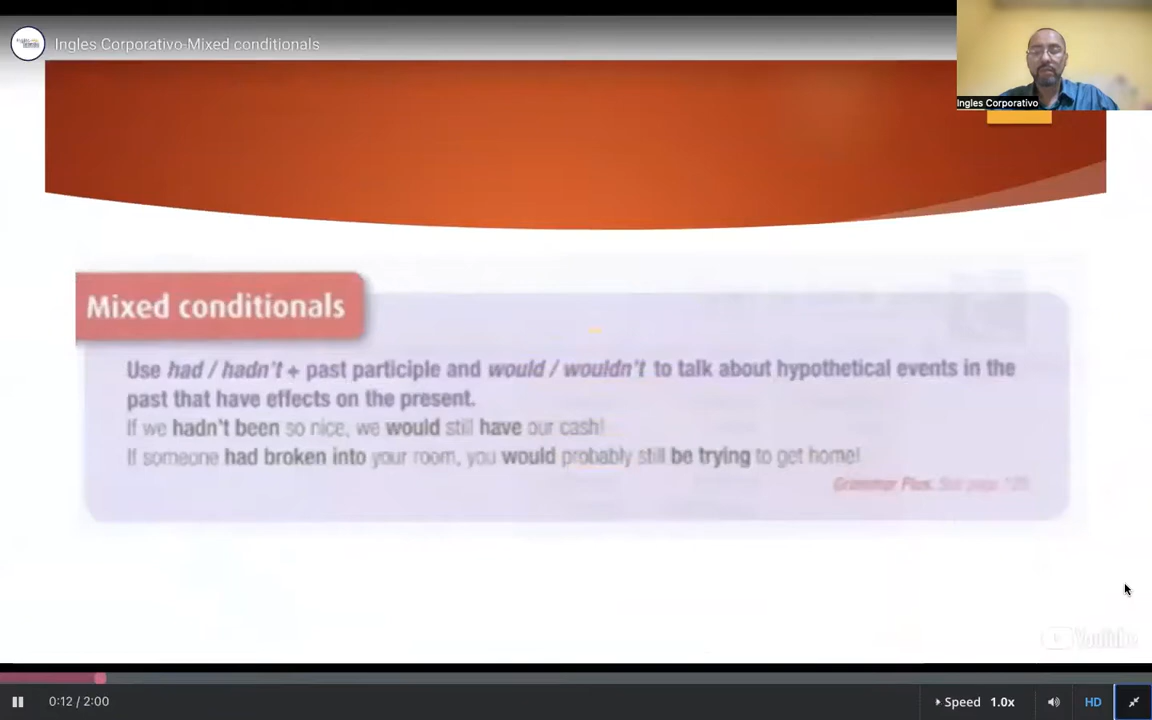 Ingles Corporativo-Mixed conditionals
Ingles Corporativo
Mixed conditionals
Use had / hadn't + past participle and would / wouldn't to talk about hypothetical events in the
past that have effects on the present.
If we hadn't been so nice, we would still have our cash!
If someone had broken into your room, you would probably still be trying to get home!
Grammar Plus. See page
YouTube
0:12 / 2:00
Speed 1.0x
HD